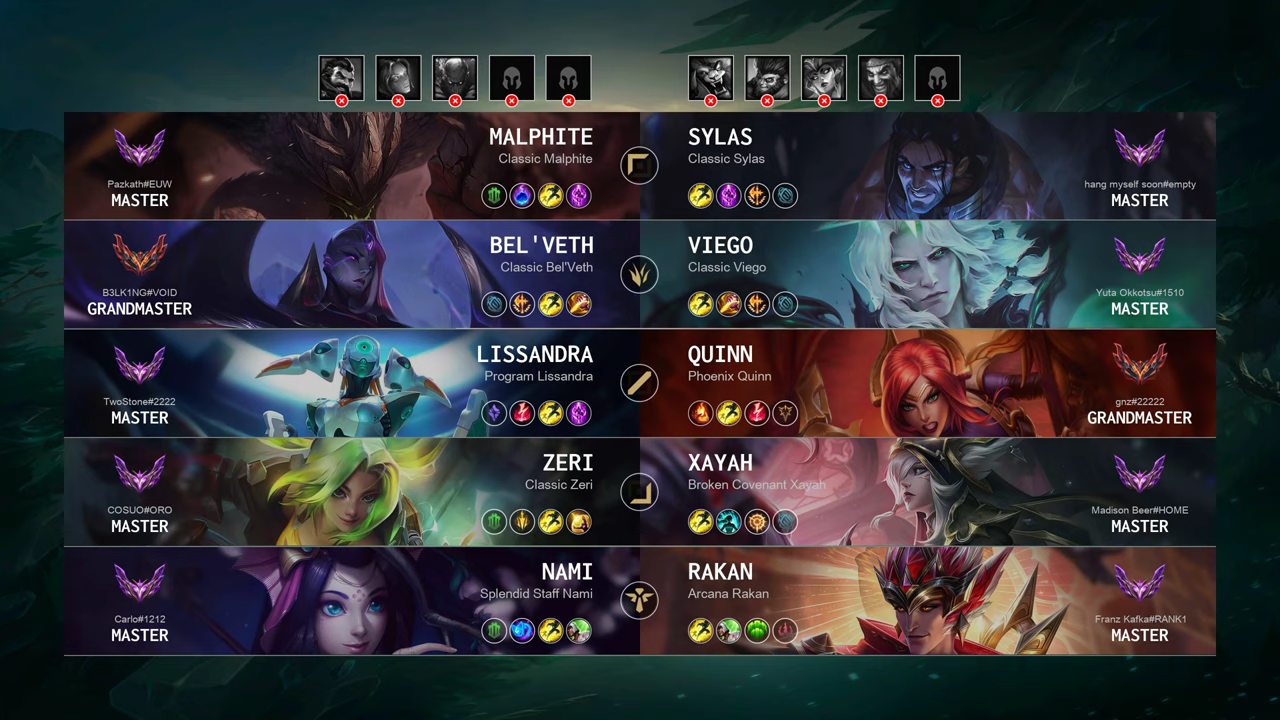 MALPHITE
Classic Malphite
Pazkath#EUW
MASTER
SYLAS
Classic Sylas
hang myself soon#empty
MASTER
BEL'VETH
Classic Bel'Veth
B3LK1NG#VOID
GRANDMASTER
VIEGO
Classic Viego
Yuta Okkotsu#1510
MASTER
LISSANDRA
Program Lissandra
TwoStone#2222
MASTER
QUINN
Phoenix Quinn
gnz#22222
GRANDMASTER
ZERI
Classic Zeri
COSUO#ORO
MASTER
XAYAH
Broken Covenant Xayah
Madison Beer#HOME
MASTER
NAMI
Splendid Staff Nami
Carlo#1212
MASTER
RAKAN
Arcana Rakan
Franz Kafka#RANK1
MASTER